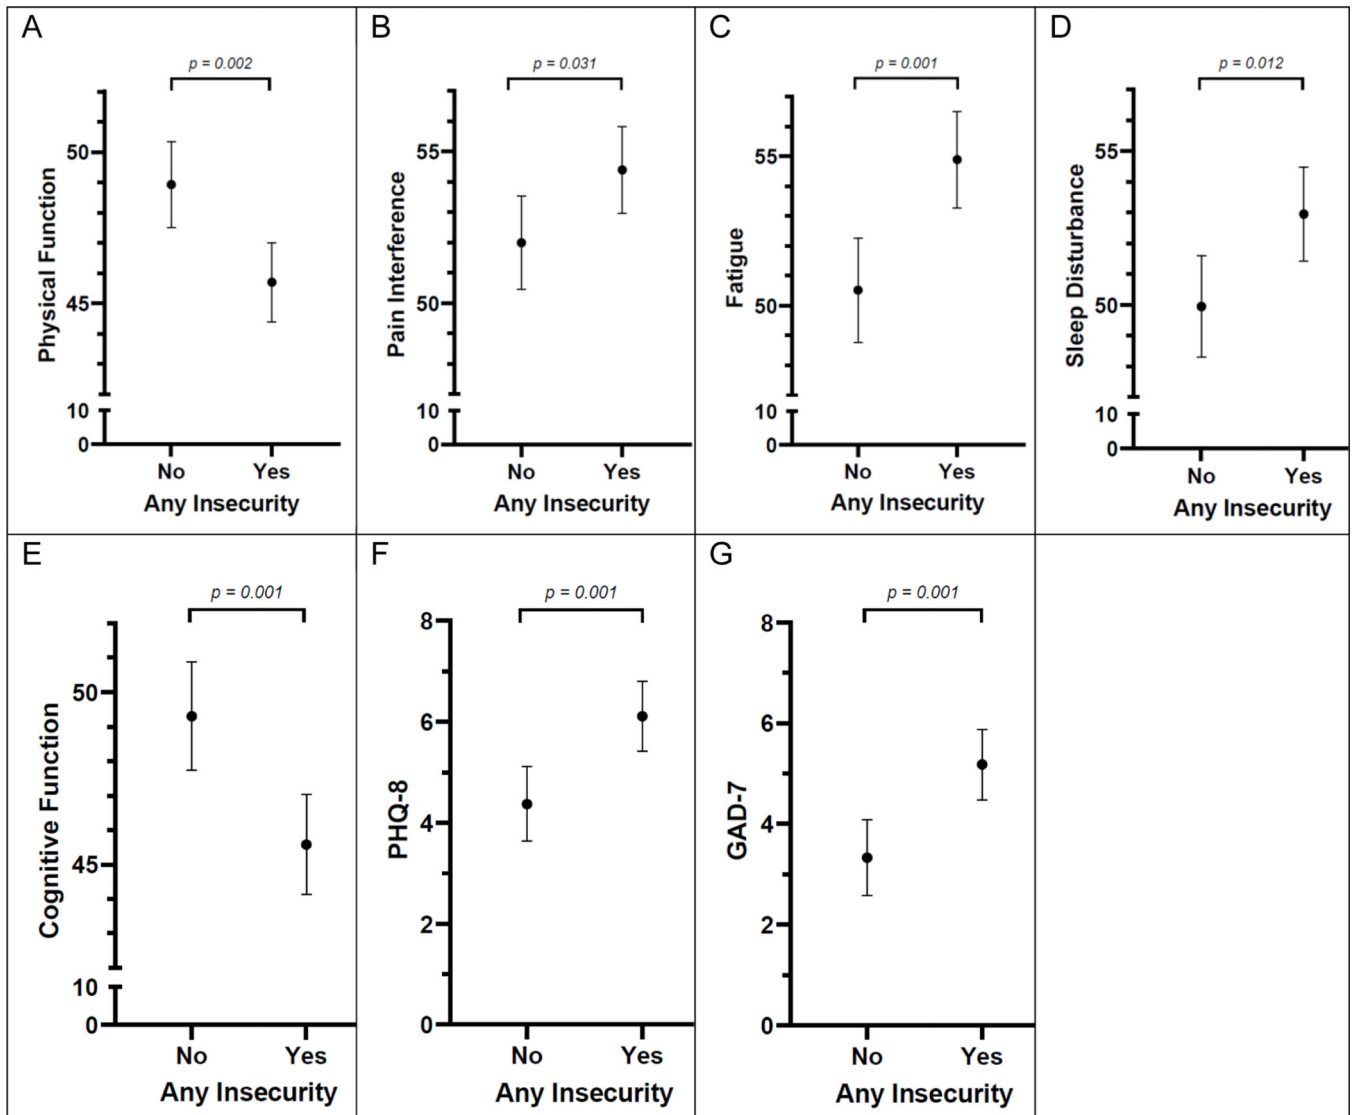 A
p = 0.002
Physical Function
50
45
10
0
No Yes
Any Insecurity
B
p = 0.031
Pain Interference
55
50
10
0
No Yes
Any Insecurity
C
p = 0.001
Fatigue
55
50
10
0
No Yes
Any Insecurity
D
p = 0.012
Sleep Disturbance
55
50
10
0
No Yes
Any Insecurity
E
p = 0.001
Cognitive Function
50
45
10
0
No Yes
Any Insecurity
F
p = 0.001
PHQ-8
8
6
4
2
0
No Yes
Any Insecurity
G
p = 0.001
GAD-7
8
6
4
2
0
No Yes
Any Insecurity